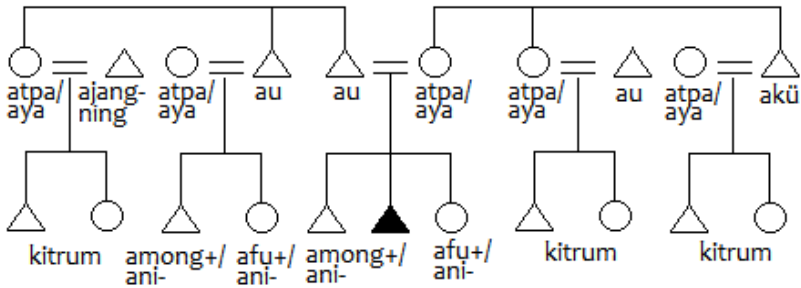 atpa/ ajang- atpa/ au au atpa/ atpa/ au atpa/ akü
aya ning aya aya aya aya
kitrum among+/ afu+/ among+/ afu+/ kitrum kitrum
ani- ani- ani- ani-